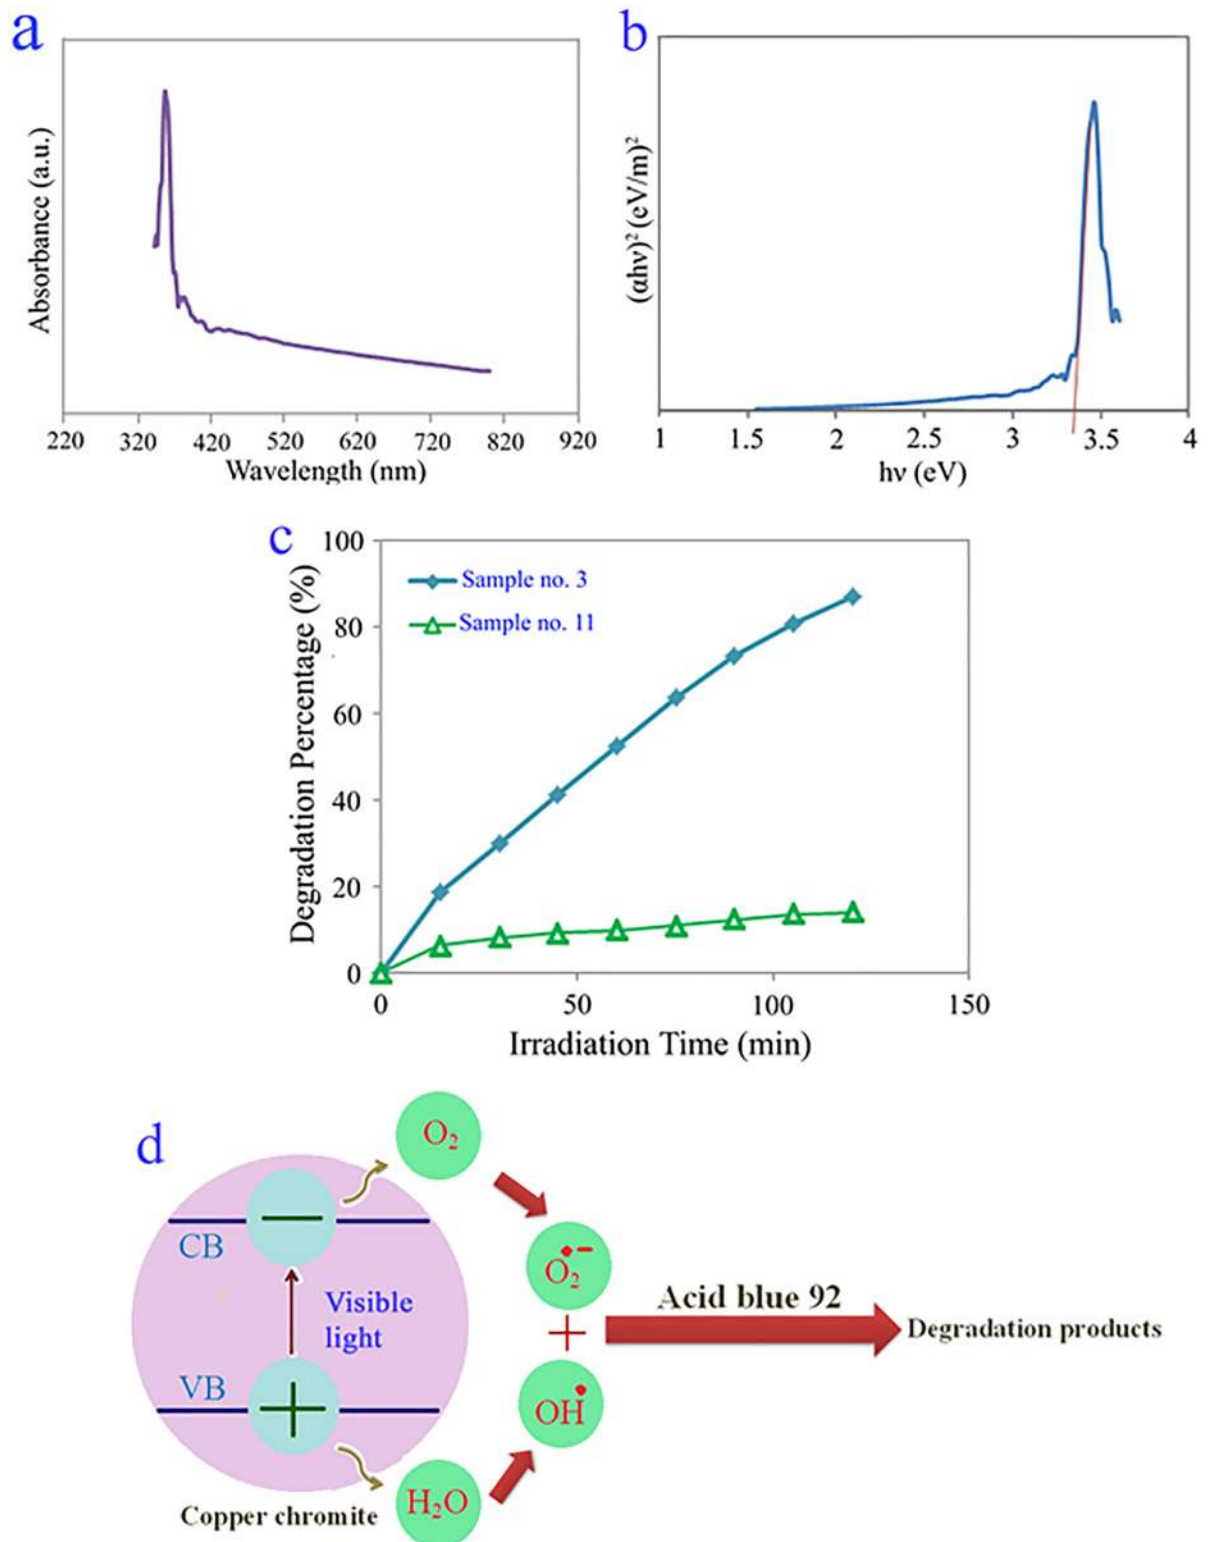 a
Absorbance (a.u.)
220 320 420 520 620 720 820 920
Wavelength (nm)
b
(αhν)² (eV/m)²
1 1.5 2 2.5 3 3.5 4
hν (eV)
c
Degradation Percentage (%)
100
80
60
40
20
0
Sample no. 3
Sample no. 11
0 50 100 150
Irradiation Time (min)
d
O₂
CB
Visible
light
VB
O₂•−
+
OH•
H₂O
Copper chromite
Acid blue 92
Degradation products